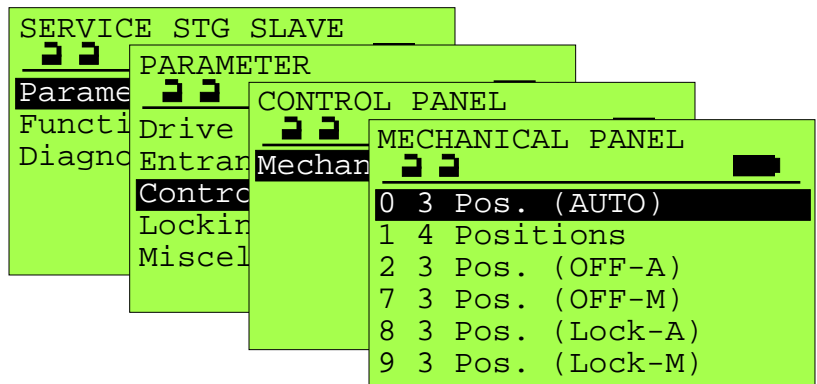 SERVICE STG SLAVE
Parame
Functi
Diagno
PARAMETER
Drive
Entran
Contro
Lockin
Miscel
CONTROL PANEL
Mechan
MECHANICAL PANEL
0 3 Pos. (AUTO)
1 4 Positions
2 3 Pos. (OFF-A)
7 3 Pos. (OFF-M)
8 3 Pos. (Lock-A)
9 3 Pos. (Lock-M)